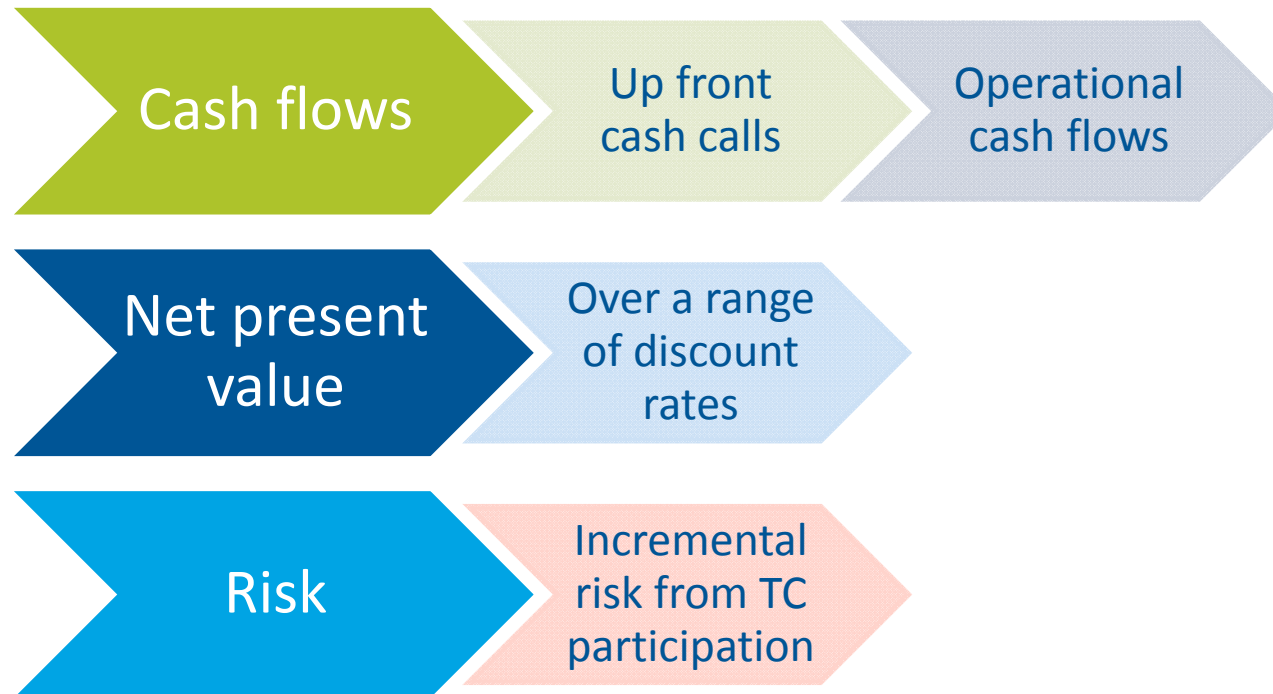 Cash flows
Up front
cash calls
Operational
cash flows
Net present
value
Over a range
of discount
rates
Risk
Incremental
risk from TC
participation